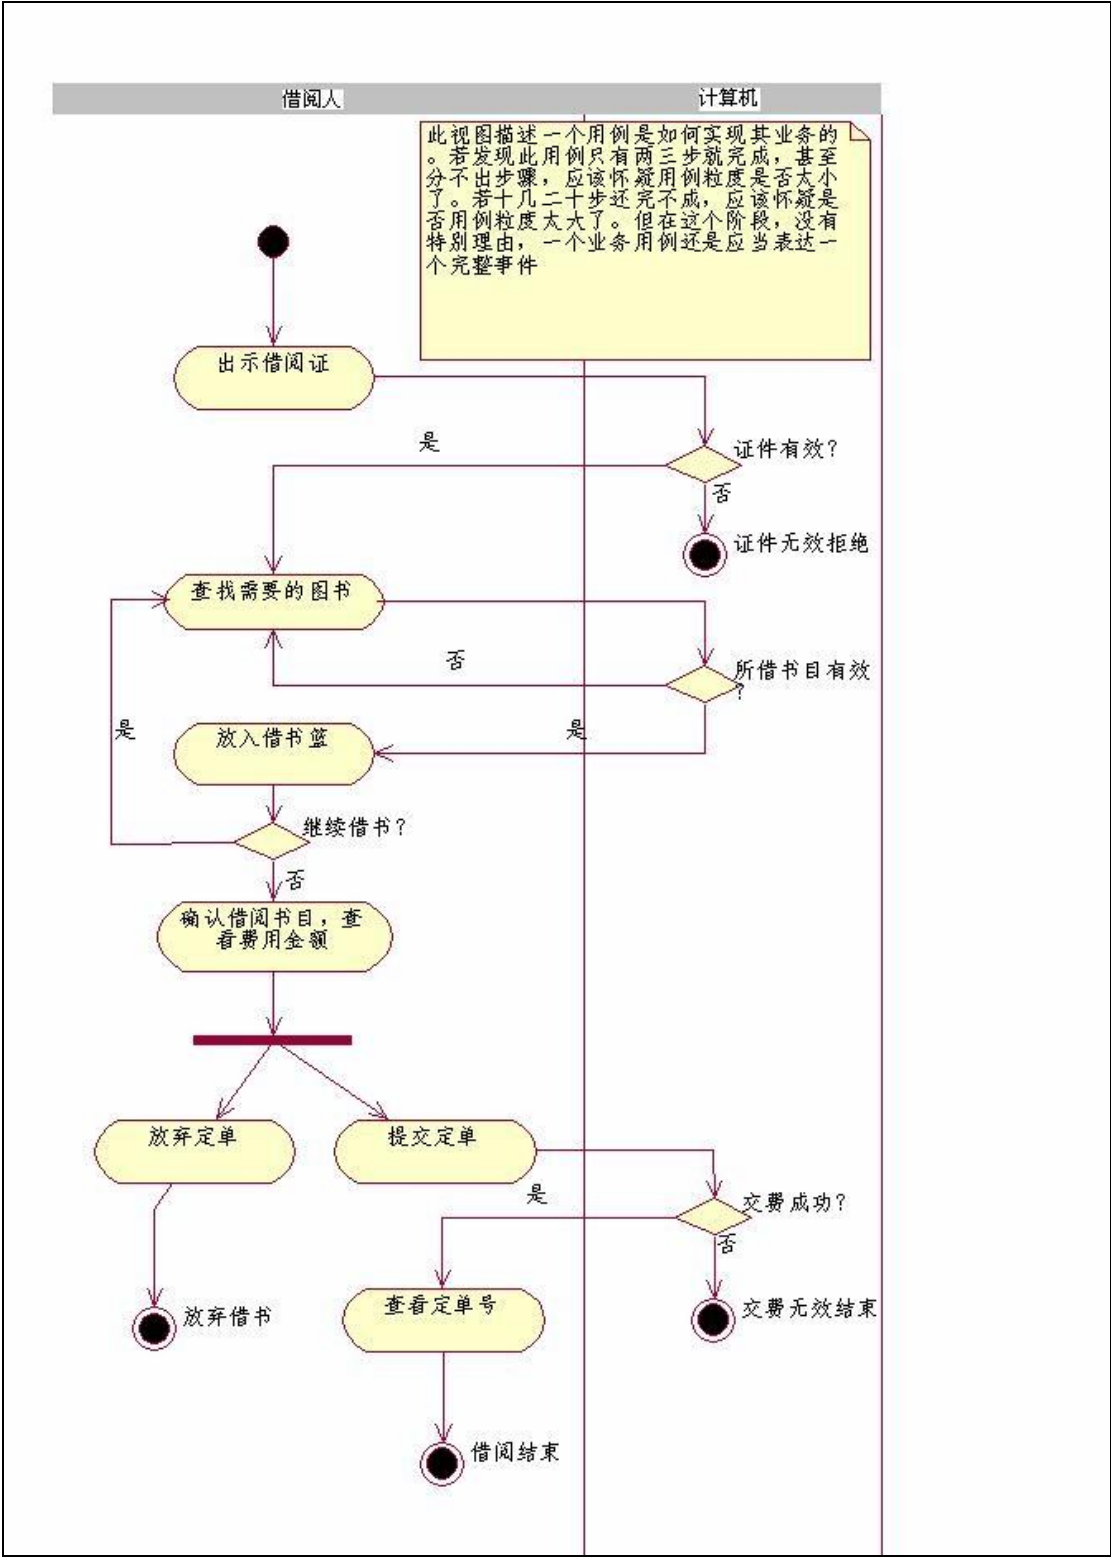 借阅人
计算机
此视图描述一个用例是如何实现其业务的
。若发现此用例只有两三步就完成，甚至
分不出步骤，应该怀疑用例粒度是否太小
了。若十几二十步还完不成，应该怀疑是
否用例粒度太大了。但在这个阶段，没有
特别理由，一个业务用例还是应当表达一
个完整事件
出示借阅证
是
证件有效？
否
证件无效拒绝
查找需要的图书
否
所借书目有效
？
是
放入借书篮
是
继续借书？
否
确认借阅书目，查
看费用金额
放弃定单
提交定单
是
交费成功？
否
查看定单号
放弃借书
交费无效结束
借阅结束